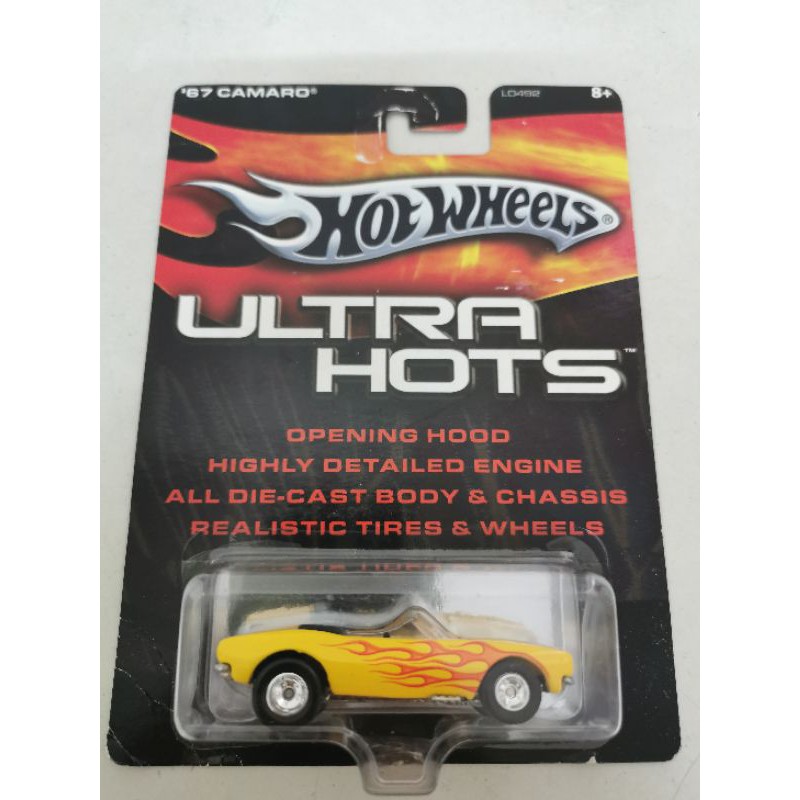 '67 CAMARO®
L0492 8+
HOT WHEELS®
ULTRA
HOTS™
OPENING HOOD
HIGHLY DETAILED ENGINE
ALL DIE-CAST BODY & CHASSIS
REALISTIC TIRES & WHEELS